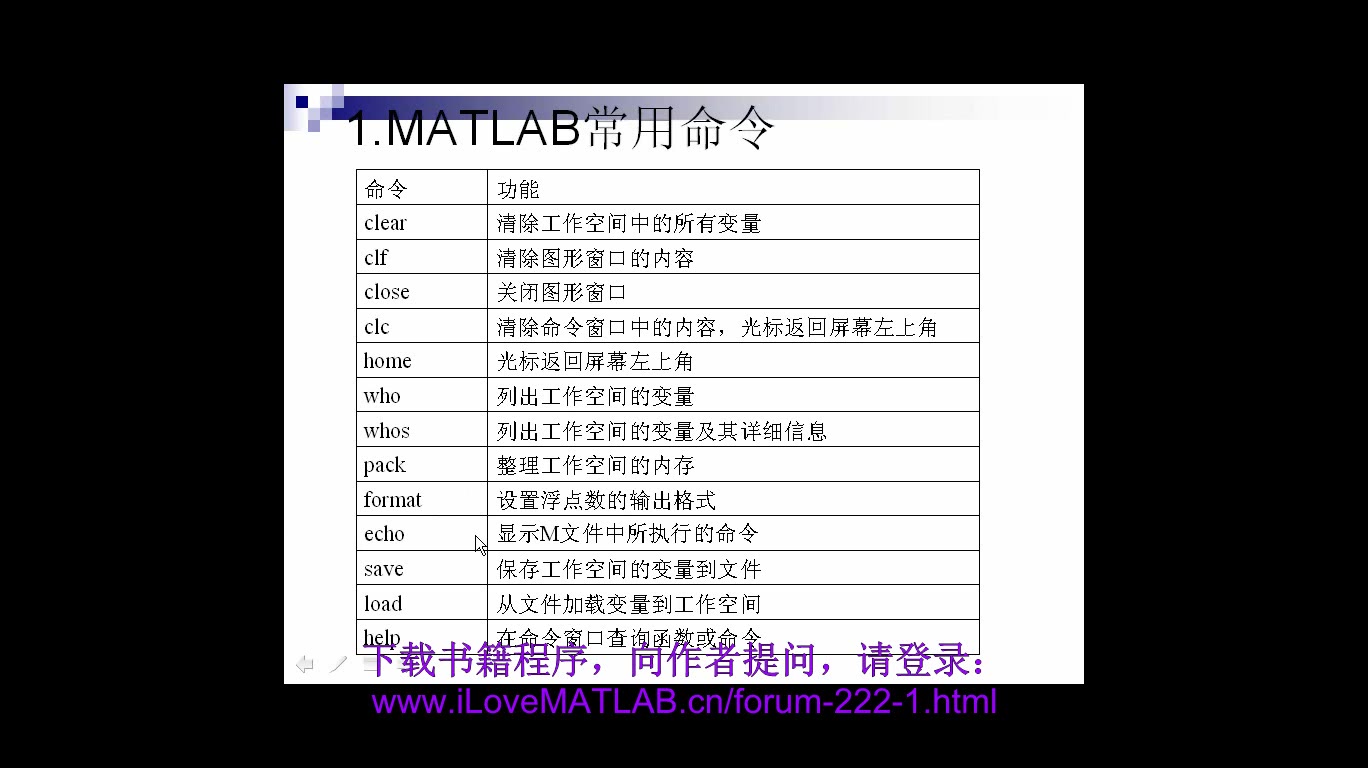 1.MATLAB常用命令
命令 功能
clear 清除工作空间中的所有变量
clf 清除图形窗口的内容
close 关闭图形窗口
clc 清除命令窗口中的内容，光标返回屏幕左上角
home 光标返回屏幕左上角
who 列出工作空间的变量
whos 列出工作空间的变量及其详细信息
pack 整理工作空间的内存
format 设置浮点数的输出格式
echo 显示M文件中所执行的命令
save 保存工作空间的变量到文件
load 从文件加载变量到工作空间
help 在命令窗口查询函数或命令
下载书籍程序，向作者提问，请登录：
www.iLoveMATLAB.cn/forum-222-1.html